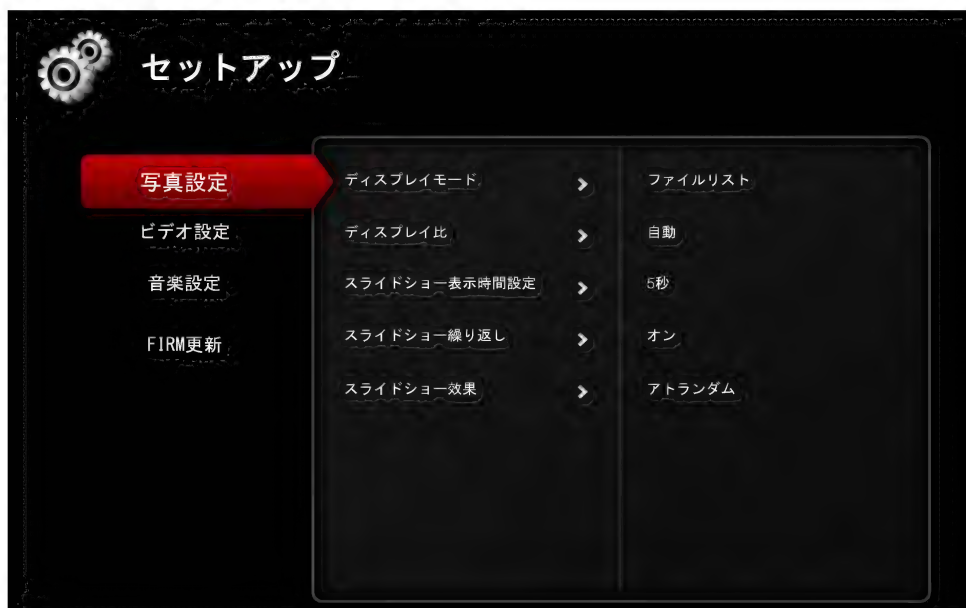 セットアップ
写真設定
ビデオ設定
音楽設定
FIRM更新
ディスプレイモード
ファイルリスト
ディスプレイ比
自動
スライドショー表示時間設定
5秒
スライドショー繰り返し
オン
スライドショー効果
アトランダム